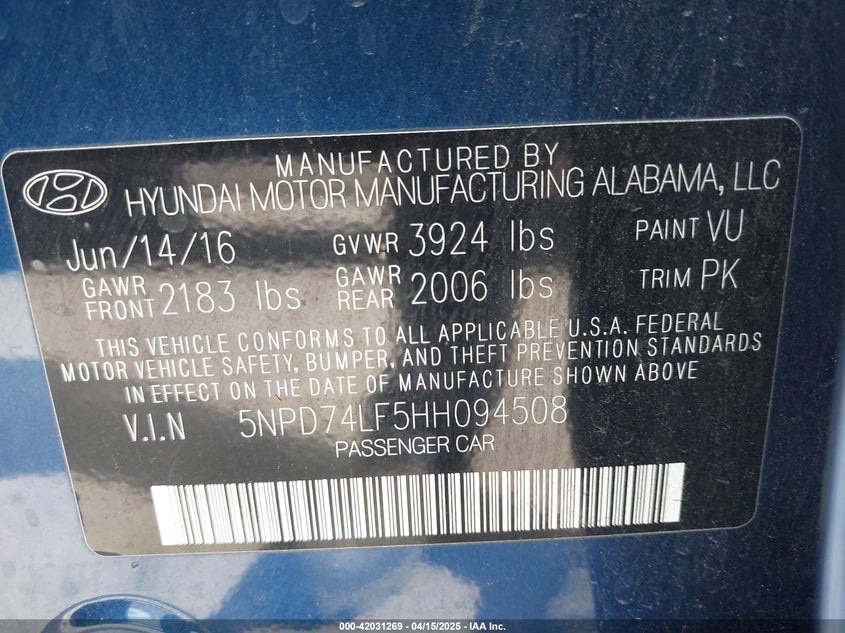 MANUFACTURED BY
HYUNDAI MOTOR MANUFACTURING ALABAMA, LLC
Jun/14/16 GVWR 3924 lbs PAINT VU
GAWR FRONT 2183 lbs GAWR REAR 2006 lbs TRIM PK
THIS VEHICLE CONFORMS TO ALL APPLICABLE U.S.A. FEDERAL
MOTOR VEHICLE SAFETY, BUMPER, AND THEFT PREVENTION STANDARDS
IN EFFECT ON THE DATE OF MANUFACTURE SHOWN ABOVE
V.I.N 5NPD74LF5HH094508
PASSENGER CAR
000-42031269 - 04/15/2025 - IAA Inc.